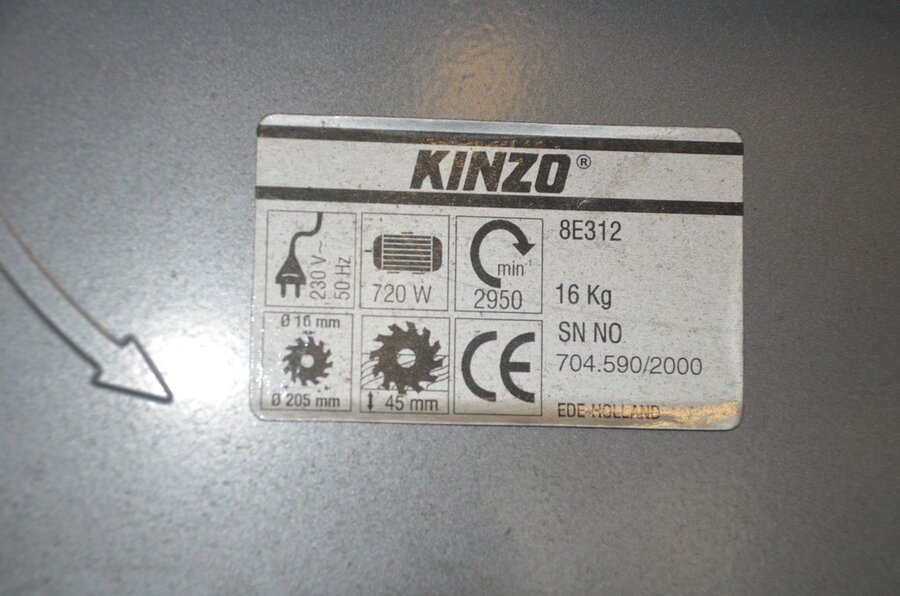 KINZO®
230 V ~
50 Hz
720 W
min⁻¹
2950
8E312
16 Kg
Ø 16 mm
Ø 205 mm
45 mm
CE
SN NO
704.590/2000
EDE-HOLLAND